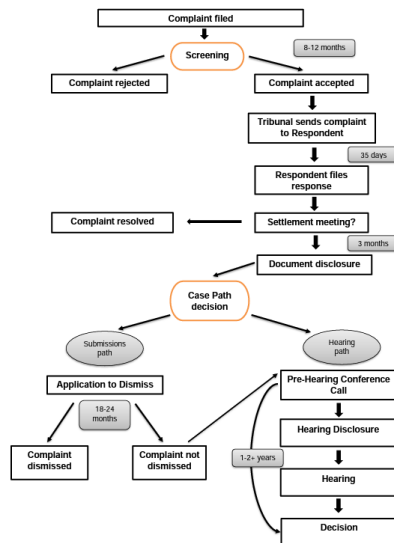 Complaint filed
8-12 months
Screening
Complaint rejected
Complaint accepted
Tribunal sends complaint
to Respondent
35 days
Respondent files
response
Complaint resolved
Settlement meeting?
3 months
Document disclosure
Case Path
decision
Submissions
path
Hearing
path
Application to Dismiss
Pre-Hearing Conference
Call
18-24
months
Hearing Disclosure
Complaint
dismissed
Complaint not
dismissed
1-2+ years
Hearing
Decision